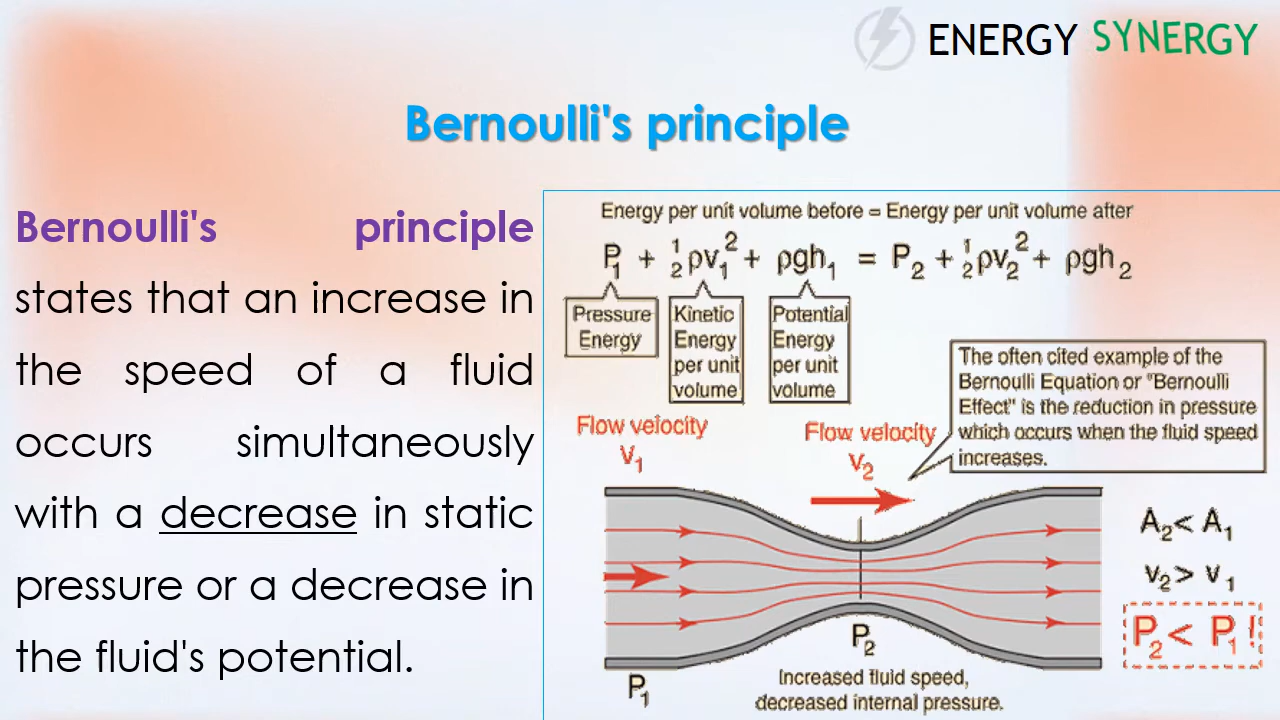 ENERGY SYNERGY
Bernoulli's principle
Bernoulli's principle
states that an increase in
the speed of a fluid
occurs simultaneously
with a decrease in static
pressure or a decrease in
the fluid's potential.
Energy per unit volume before = Energy per unit volume after
P₁ + ½ρv₁² + ρgh₁ = P₂ + ½ρv₂² + ρgh₂
Pressure
Energy
Kinetic
Energy
per unit
volume
Potential
Energy
per unit
volume
The often cited example of the
Bernoulli Equation or "Bernoulli
Effect" is the reduction in pressure
which occurs when the fluid speed
increases.
Flow velocity
v₁
Flow velocity
v₂
A₂ < A₁
v₂ > v₁
P₂ < P₁ !
P₂
P₁
Increased fluid speed,
decreased internal pressure.